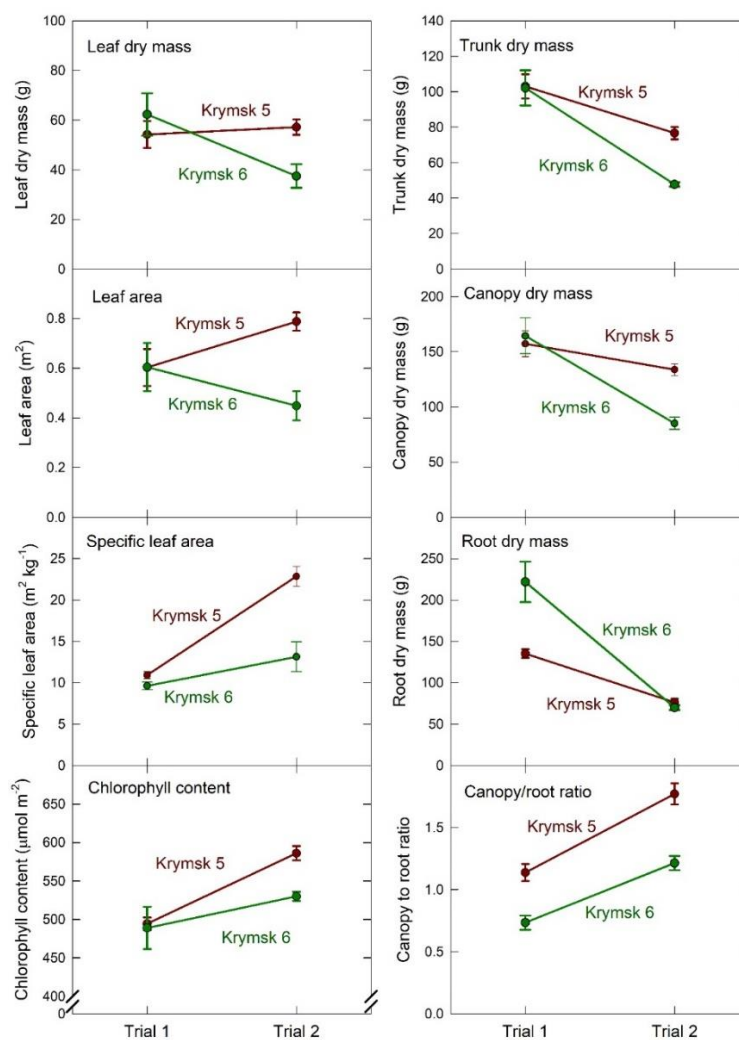 Leaf dry mass
Leaf dry mass (g)
100
80
60
40
20
0
Krymsk 5
Krymsk 6
Trunk dry mass
Trunk dry mass (g)
140
120
100
80
60
40
20
0
Krymsk 5
Krymsk 6
Leaf area
Leaf area (m²)
0.8
0.6
0.4
0.2
0.0
Krymsk 5
Krymsk 6
Canopy dry mass
Canopy dry mass (g)
200
150
100
50
0
Krymsk 5
Krymsk 6
Specific leaf area
Specific leaf area (m² kg⁻¹)
25
20
15
10
5
0
Krymsk 5
Krymsk 6
Root dry mass
Root dry mass (g)
250
200
150
100
50
0
Krymsk 6
Krymsk 5
Chlorophyll content
Chlorophyll content (μmol m⁻²)
650
600
550
500
450
400
0
Krymsk 5
Krymsk 6
Trial 1
Trial 2
Canopy/root ratio
Canopy to root ratio
1.5
1.0
0.5
0.0
Krymsk 5
Krymsk 6
Trial 1
Trial 2